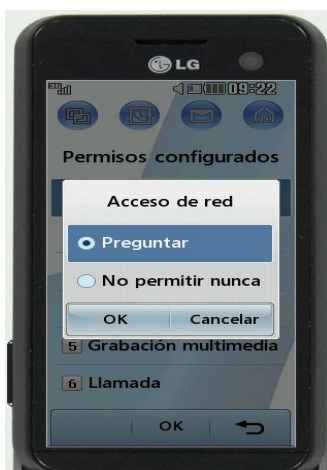 LG
3G
09:22
Permisos configurados
Acceso de red
Preguntar
No permitir nunca
OK Cancelar
5 Grabación multimedia
6 Llamada
OK